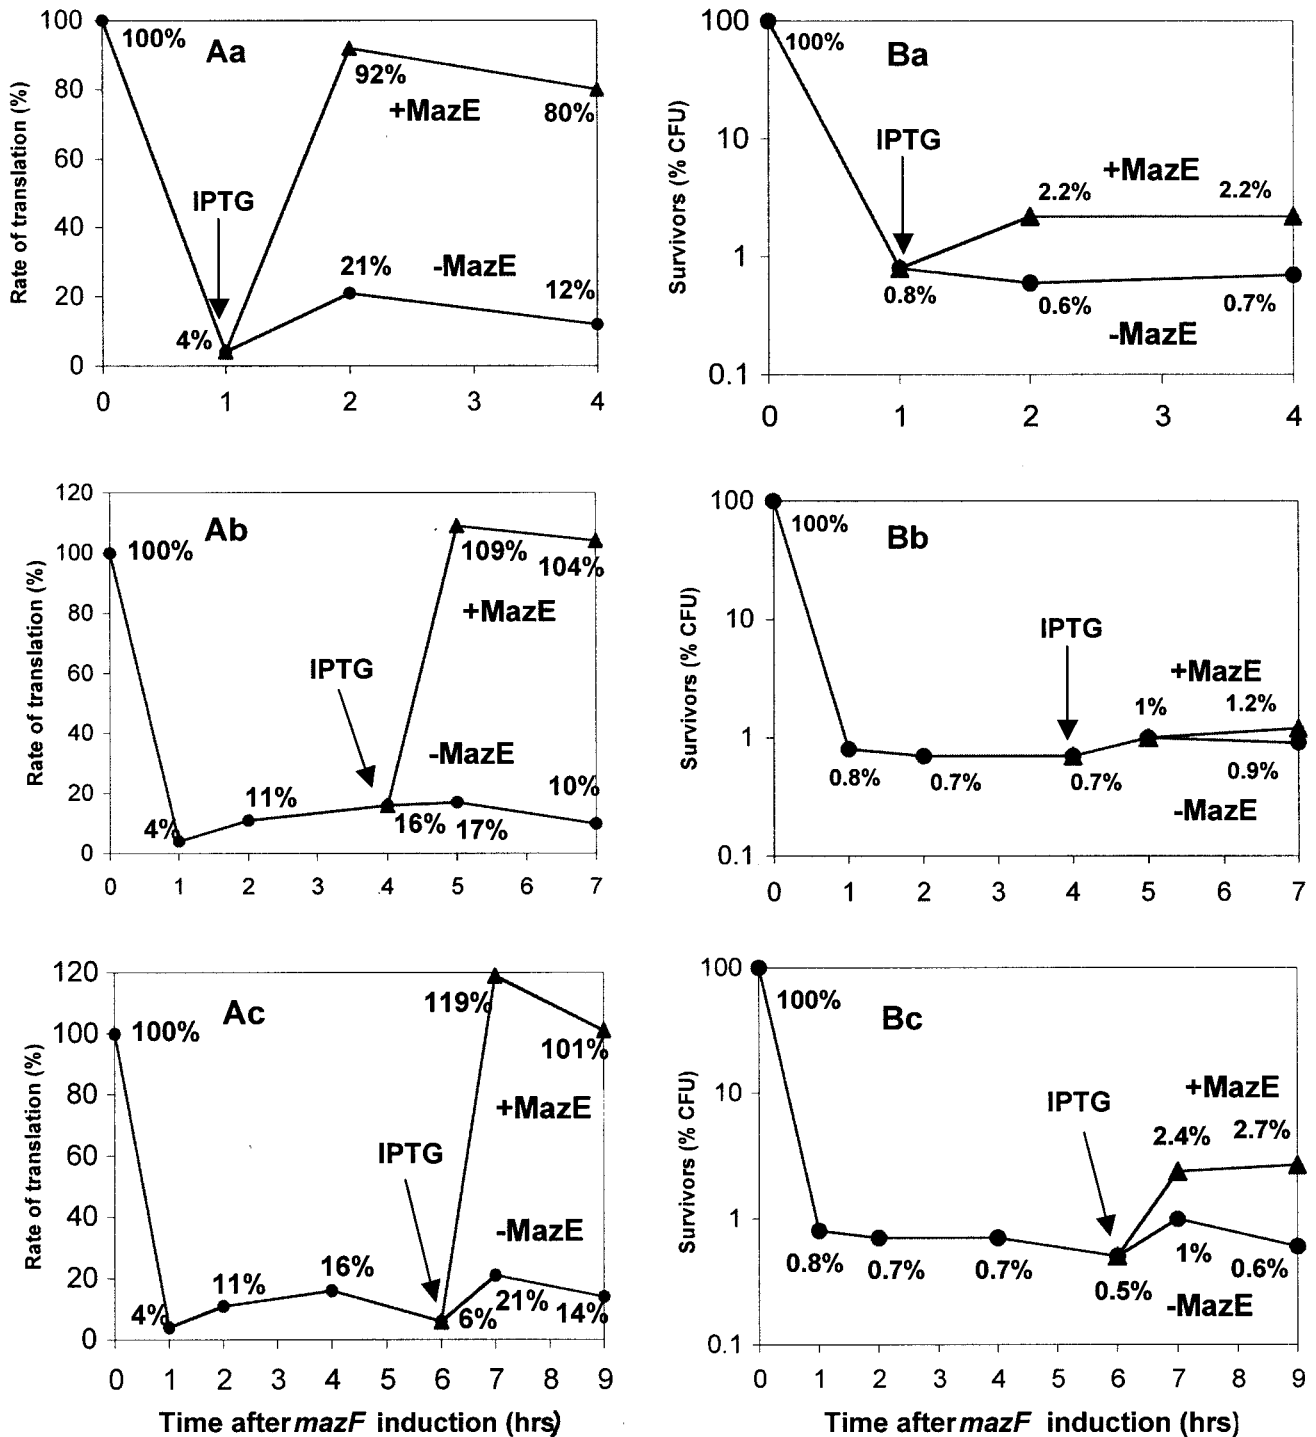 Aa
Rate of translation (%)
100
80
60
40
20
0
100%
92%
+MazE
80%
IPTG
-MazE
21%
12%
4%
0 1 2 3 4
Ba
Survivors (% CFU)
100
10
1
0.1
100%
IPTG
+MazE
2.2%
2.2%
0.8%
0.6%
0.7%
-MazE
0 1 2 3 4
Ab
Rate of translation (%)
120
100
80
60
40
20
0
100%
109%
104%
+MazE
IPTG
-MazE
10%
11%
4%
16%
17%
0 1 2 3 4 5 6 7
Bb
Survivors (% CFU)
100
10
1
0.1
100%
IPTG
+MazE
1%
1.2%
0.8%
0.7%
0.7%
0.9%
-MazE
0 1 2 3 4 5 6 7
Ac
Rate of translation (%)
120
100
80
60
40
20
0
119%
100%
101%
+MazE
IPTG
-MazE
16%
11%
4%
6%
21%
14%
0 1 2 3 4 5 6 7 8 9
Time after mazF induction (hrs)
Bc
Survivors (% CFU)
100
10
1
0.1
100%
+MazE
IPTG
2.4%
2.7%
0.8%
0.7%
0.7%
0.5%
1%
0.6%
-MazE
0 1 2 3 4 5 6 7 8 9
Time after mazF induction (hrs)